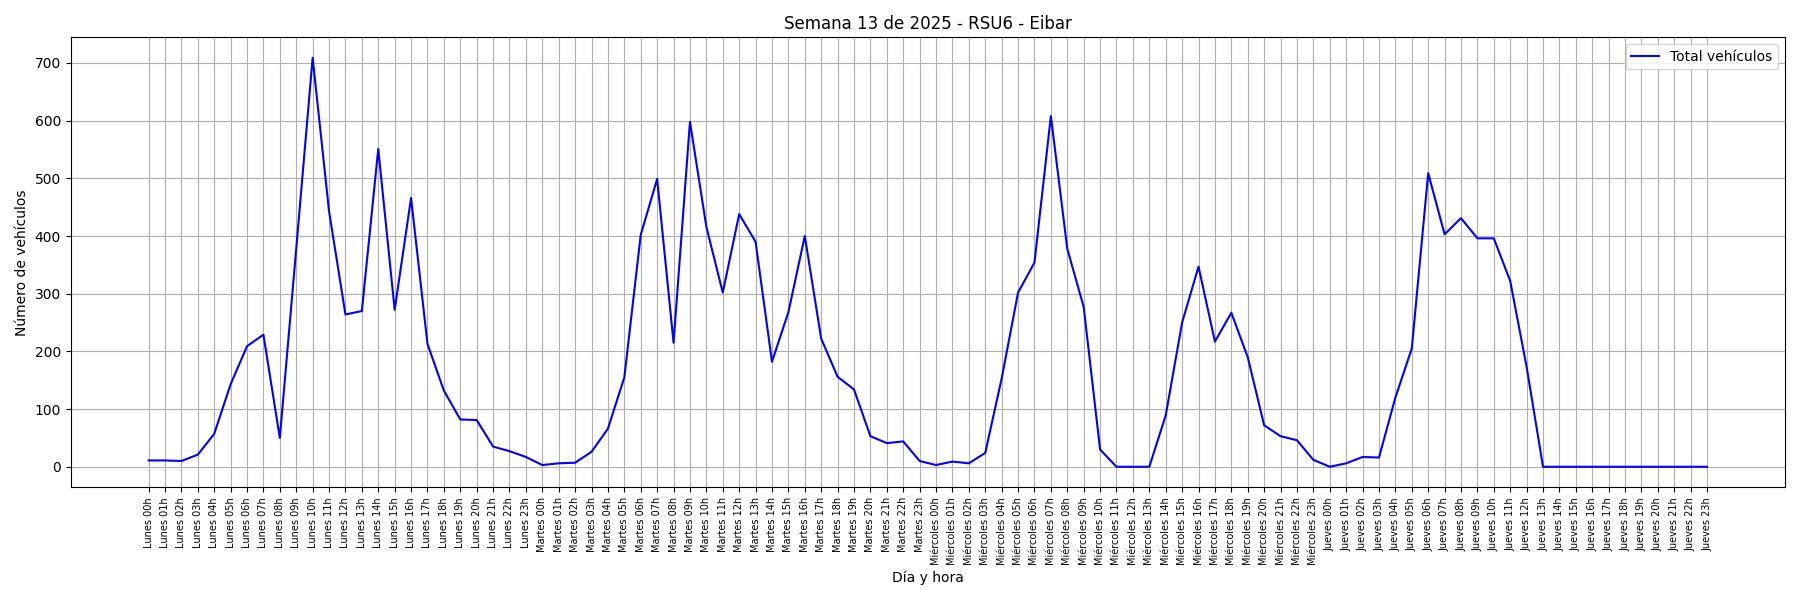 Semana 13 de 2025 - RSU6 - Eibar
Total vehículos
Número de vehículos
700
600
500
400
300
200
100
0
Lunes 00h
Lunes 01h
Lunes 02h
Lunes 03h
Lunes 04h
Lunes 05h
Lunes 06h
Lunes 07h
Lunes 08h
Lunes 09h
Lunes 10h
Lunes 11h
Lunes 12h
Lunes 13h
Lunes 14h
Lunes 15h
Lunes 16h
Lunes 17h
Lunes 18h
Lunes 19h
Lunes 20h
Lunes 21h
Lunes 22h
Lunes 23h
Martes 00h
Martes 01h
Martes 02h
Martes 03h
Martes 04h
Martes 05h
Martes 06h
Martes 07h
Martes 08h
Martes 09h
Martes 10h
Martes 11h
Martes 12h
Martes 13h
Martes 14h
Martes 15h
Martes 16h
Martes 17h
Martes 18h
Martes 19h
Martes 20h
Martes 21h
Martes 22h
Martes 23h
Miércoles 00h
Miércoles 01h
Miércoles 02h
Miércoles 03h
Miércoles 04h
Miércoles 05h
Miércoles 06h
Miércoles 07h
Miércoles 08h
Miércoles 09h
Miércoles 10h
Miércoles 11h
Miércoles 12h
Miércoles 13h
Miércoles 14h
Miércoles 15h
Miércoles 16h
Miércoles 17h
Miércoles 18h
Miércoles 19h
Miércoles 20h
Miércoles 21h
Miércoles 22h
Miércoles 23h
Jueves 00h
Jueves 01h
Jueves 02h
Jueves 03h
Jueves 04h
Jueves 05h
Jueves 06h
Jueves 07h
Jueves 08h
Jueves 09h
Jueves 10h
Jueves 11h
Jueves 12h
Jueves 13h
Jueves 14h
Jueves 15h
Jueves 16h
Jueves 17h
Jueves 18h
Jueves 19h
Jueves 20h
Jueves 21h
Jueves 22h
Jueves 23h
Día y hora